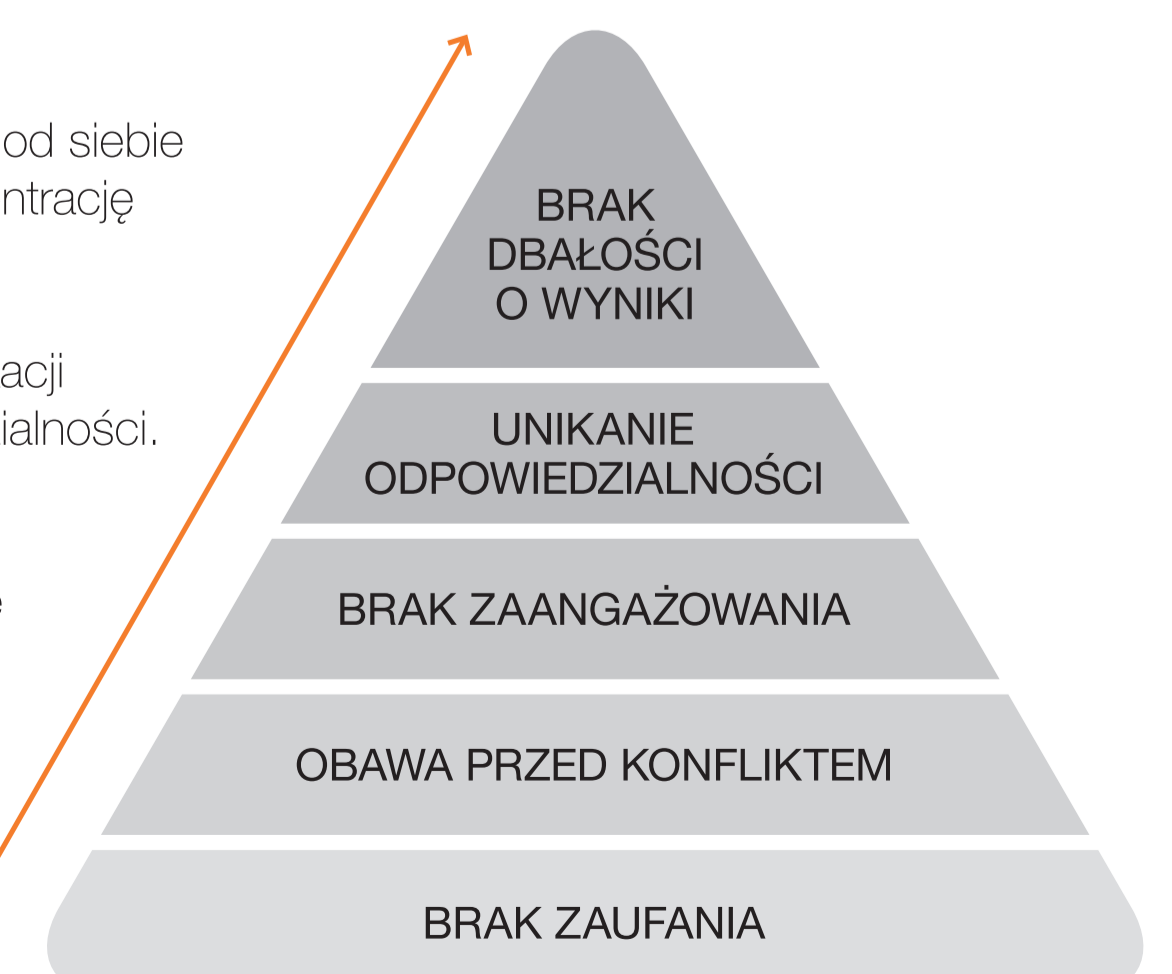 od siebie
ntrację
acji
ialności.
BRAK
DBAŁOŚCI
O WYNIKI
UNIKANIE
ODPOWIEDZIALNOŚCI
BRAK ZAANGAŻOWANIA
OBAWA PRZED KONFLIKTEM
BRAK ZAUFANIA